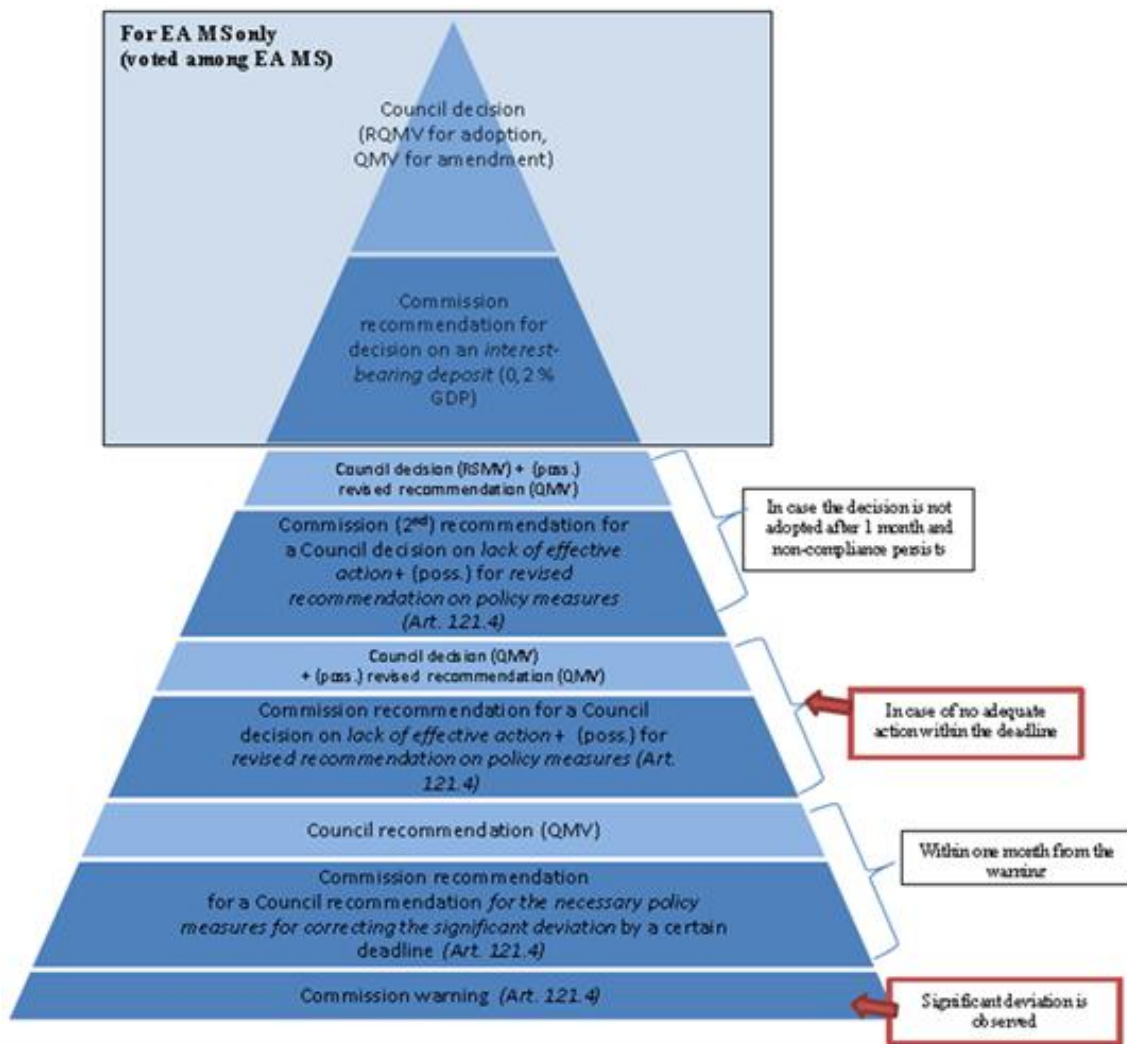 For EA MS only
(voted among EA MS)
Council decision
(RQMV for adoption,
QMV for amendment)
Commission
recommendation for
decision on an interest-
bearing deposit (0,2 %
GDP)
Council decision (RSMV) + (poss.)
revised recommendation (QMV)
Commission (2nd) recommendation for
a Council decision on lack of effective
action + (poss.) for revised
recommendation on policy measures
(Art. 121.4)
In case the decision is not
adopted after 1 month and
non-compliance persists
Council decision (QMV)
+ (poss.) revised recommendation (QMV)
Commission recommendation for a Council
decision on lack of effective action + (poss.) for
revised recommendation on policy measures (Art.
121.4)
In case of no adequate
action within the deadline
Council recommendation (QMV)
Commission recommendation
for a Council recommendation for the necessary policy
measures for correcting the significant deviation by a certain
deadline (Art. 121.4)
Within one month from the
warning
Commission warning (Art. 121.4)
Significant deviation is
observed